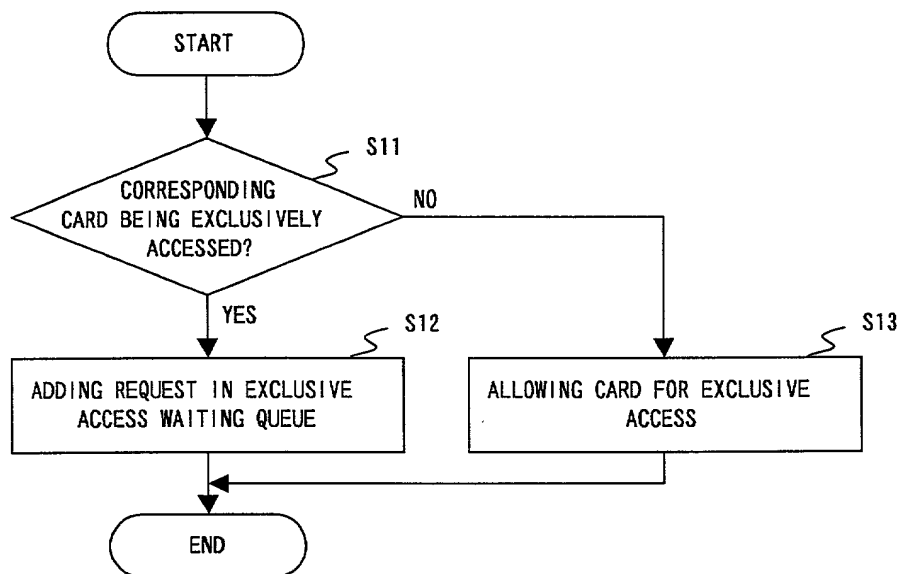 START
S11
CORRESPONDING
CARD BEING EXCLUSIVELY
ACCESSED?
NO
YES
S12
ADDING REQUEST IN EXCLUSIVE
ACCESS WAITING QUEUE
S13
ALLOWING CARD FOR EXCLUSIVE
ACCESS
END